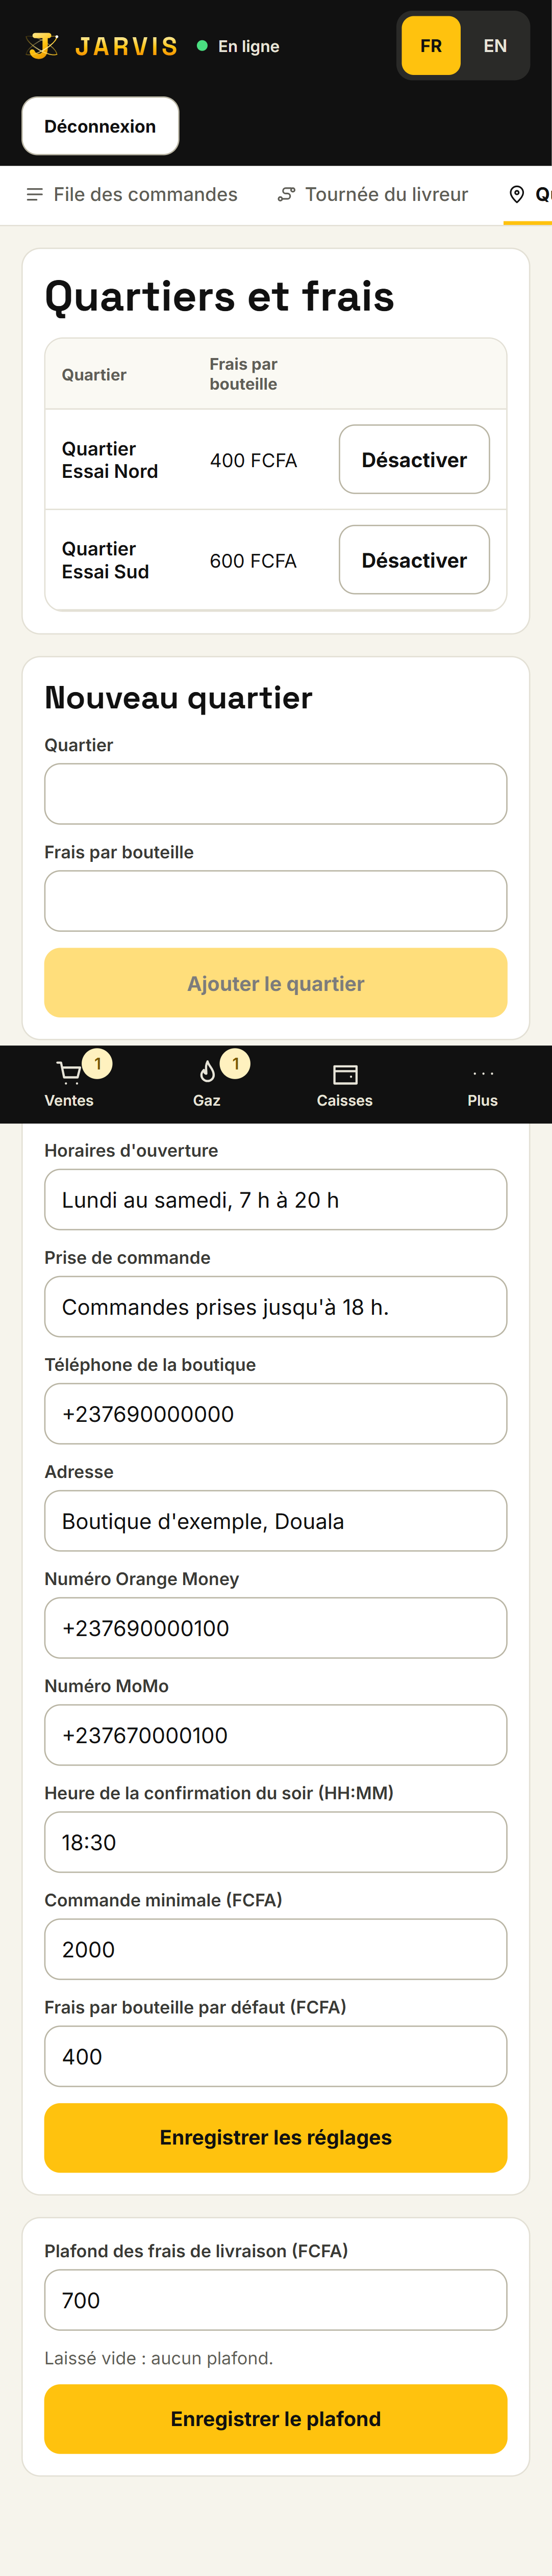 JARVIS
En ligne
FR
EN
Déconnexion
File des commandes
Tournée du livreur
Quartiers et frais
Quartier
Frais par
bouteille
Quartier
Essai Nord
400 FCFA
Désactiver
Quartier
Essai Sud
600 FCFA
Désactiver
Nouveau quartier
Quartier
Frais par bouteille
Ajouter le quartier
1
1
Ventes
Gaz
Caisses
Plus
Horaires d'ouverture
Lundi au samedi, 7 h à 20 h
Prise de commande
Commandes prises jusqu'à 18 h.
Téléphone de la boutique
+237690000000
Adresse
Boutique d'exemple, Douala
Numéro Orange Money
+237690000100
Numéro MoMo
+237670000100
Heure de la confirmation du soir (HH:MM)
18:30
Commande minimale (FCFA)
2000
Frais par bouteille par défaut (FCFA)
400
Enregistrer les réglages
Plafond des frais de livraison (FCFA)
700
Laissé vide : aucun plafond.
Enregistrer le plafond